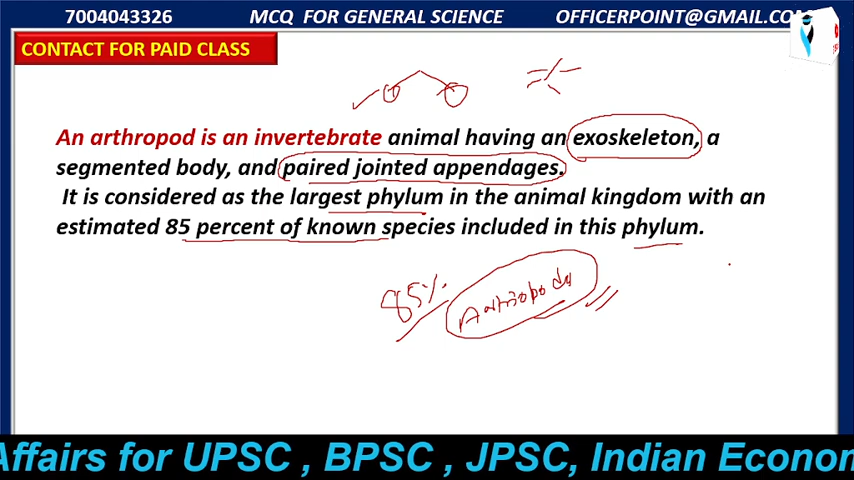 7004043326 MCQ FOR GENERAL SCIENCE OFFICERPOINT@GMAIL.COM
CONTACT FOR PAID CLASS
An arthropod is an invertebrate animal having an exoskeleton, a
segmented body, and paired jointed appendages.
It is considered as the largest phylum in the animal kingdom with an
estimated 85 percent of known species included in this phylum.
85% Arthropoda
Affairs for UPSC , BPSC , JPSC, Indian Econom